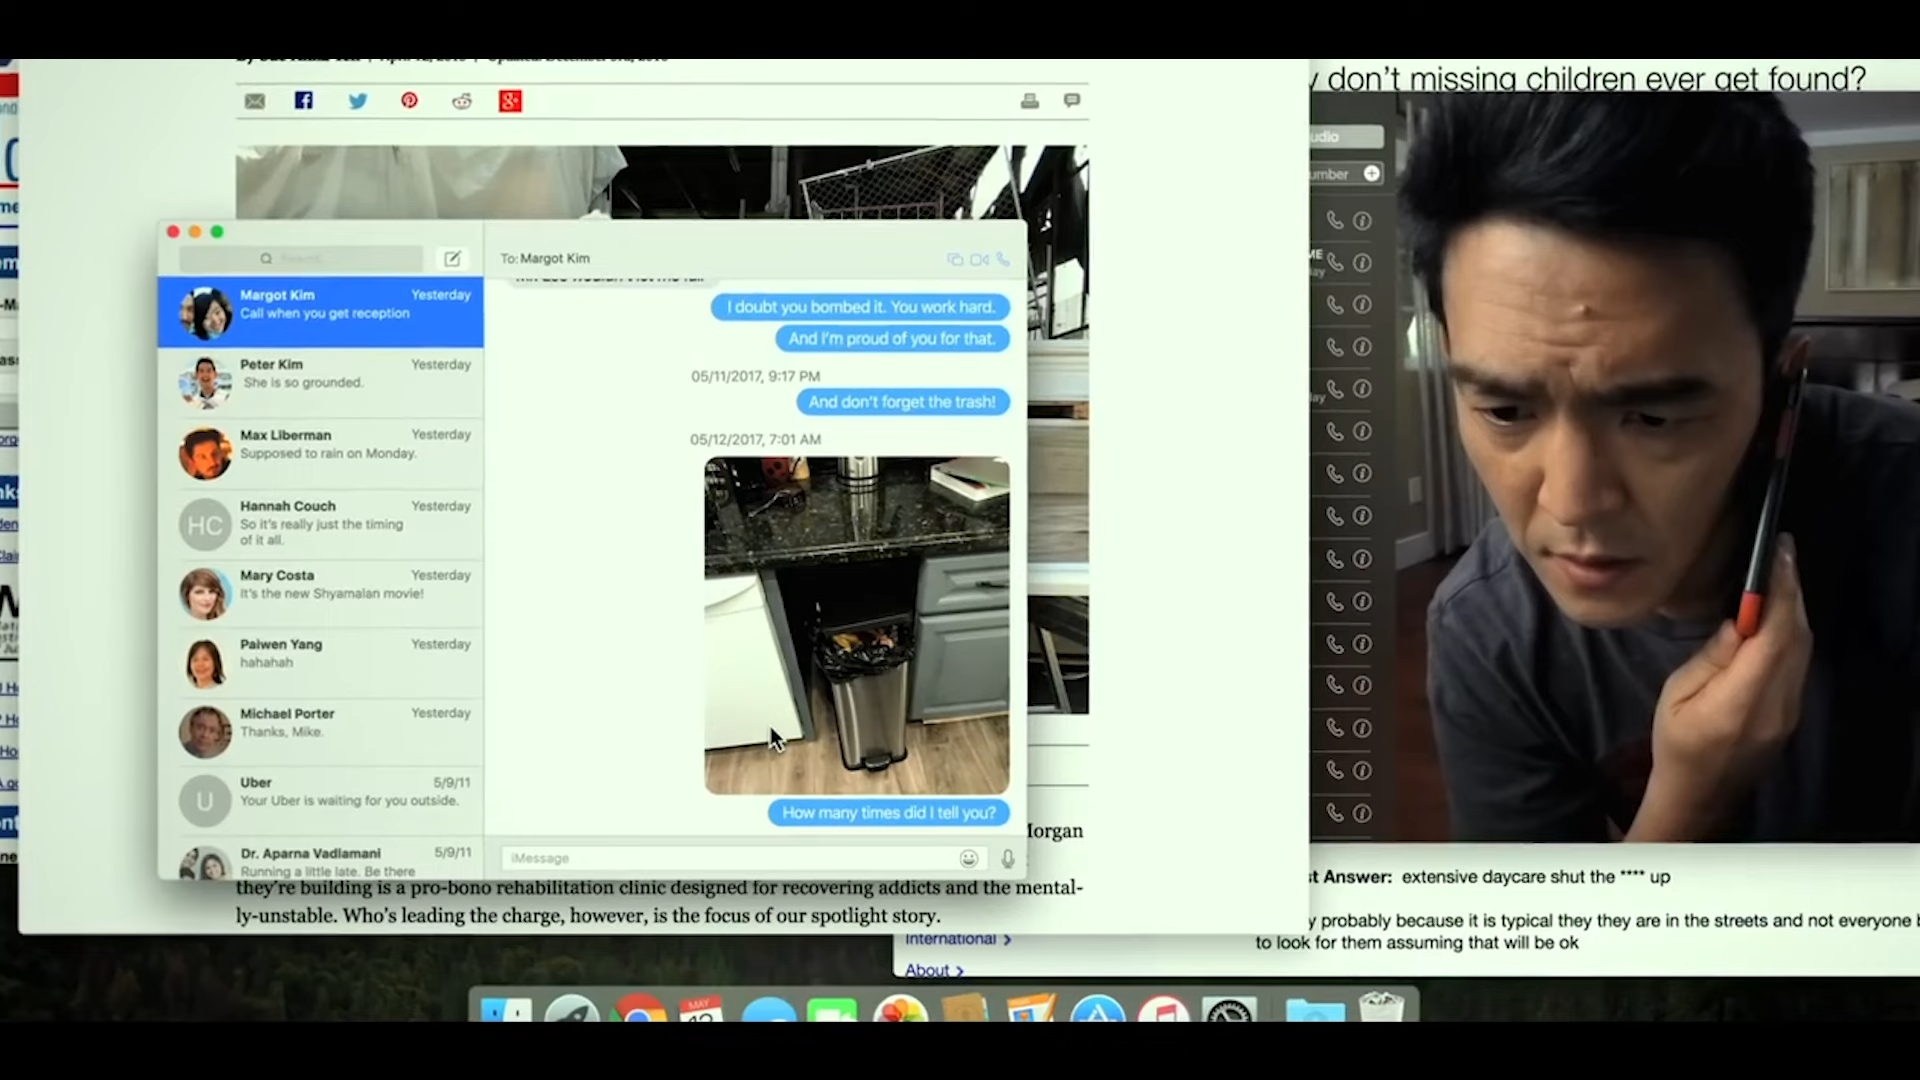 don't missing children ever get found?
To: Margot Kim
Margot Kim Yesterday
Call when you get reception
Peter Kim Yesterday
She is so grounded.
Max Liberman Yesterday
Supposed to rain on Monday.
HC
Hannah Couch Yesterday
So it's really just the timing
of it all.
Mary Costa Yesterday
It's the new Shyamalan movie!
Paiwen Yang Yesterday
hahahah
Michael Porter Yesterday
Thanks, Mike.
U
Uber 5/9/11
Your Uber is waiting for you outside.
Dr. Aparna Vadlamani 5/9/11
Running a little late. Be there
I doubt you bombed it. You work hard.
And I'm proud of you for that.
05/11/2017, 9:17 PM
And don't forget the trash!
05/12/2017, 7:01 AM
How many times did I tell you?
iMessage
Morgan
they're building is a pro-bono rehabilitation clinic designed for recovering addicts and the mental-
ly-unstable. Who's leading the charge, however, is the focus of our spotlight story.
International >
About >
Answer: extensive daycare shut the **** up
probably because it is typical they they are in the streets and not everyone
to look for them assuming that will be ok
MAY